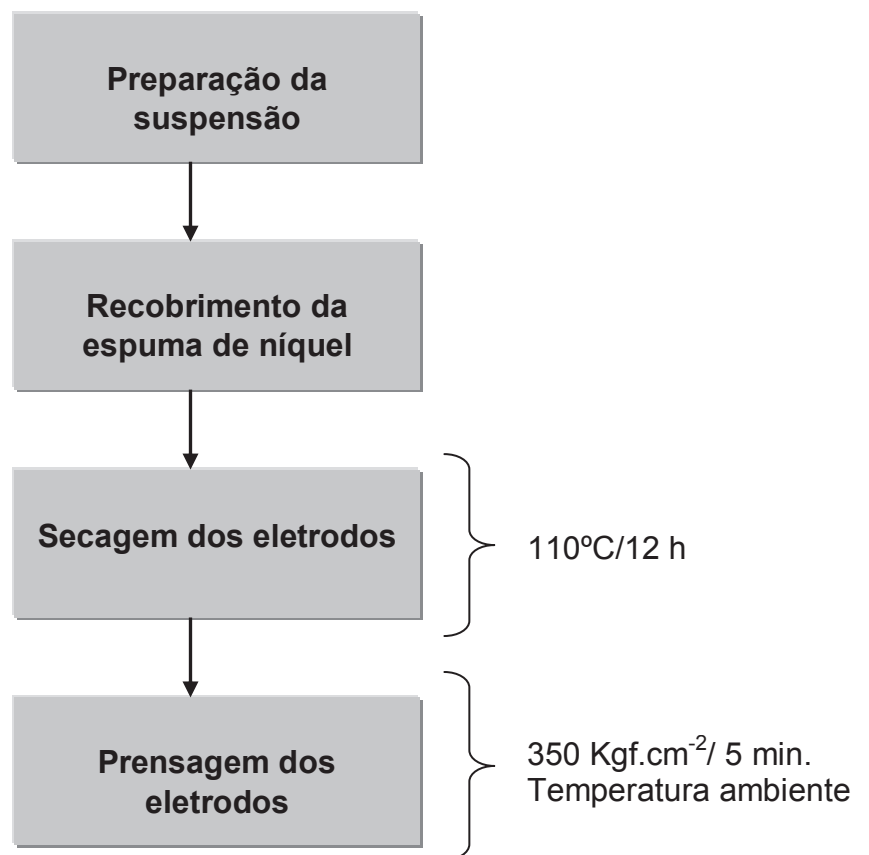 Preparação da
suspensão
Recobrimento da
espuma de níquel
Secagem dos eletrodos
110ºC/12 h
Prensagem dos
eletrodos
350 Kgf.cm⁻²/ 5 min.
Temperatura ambiente